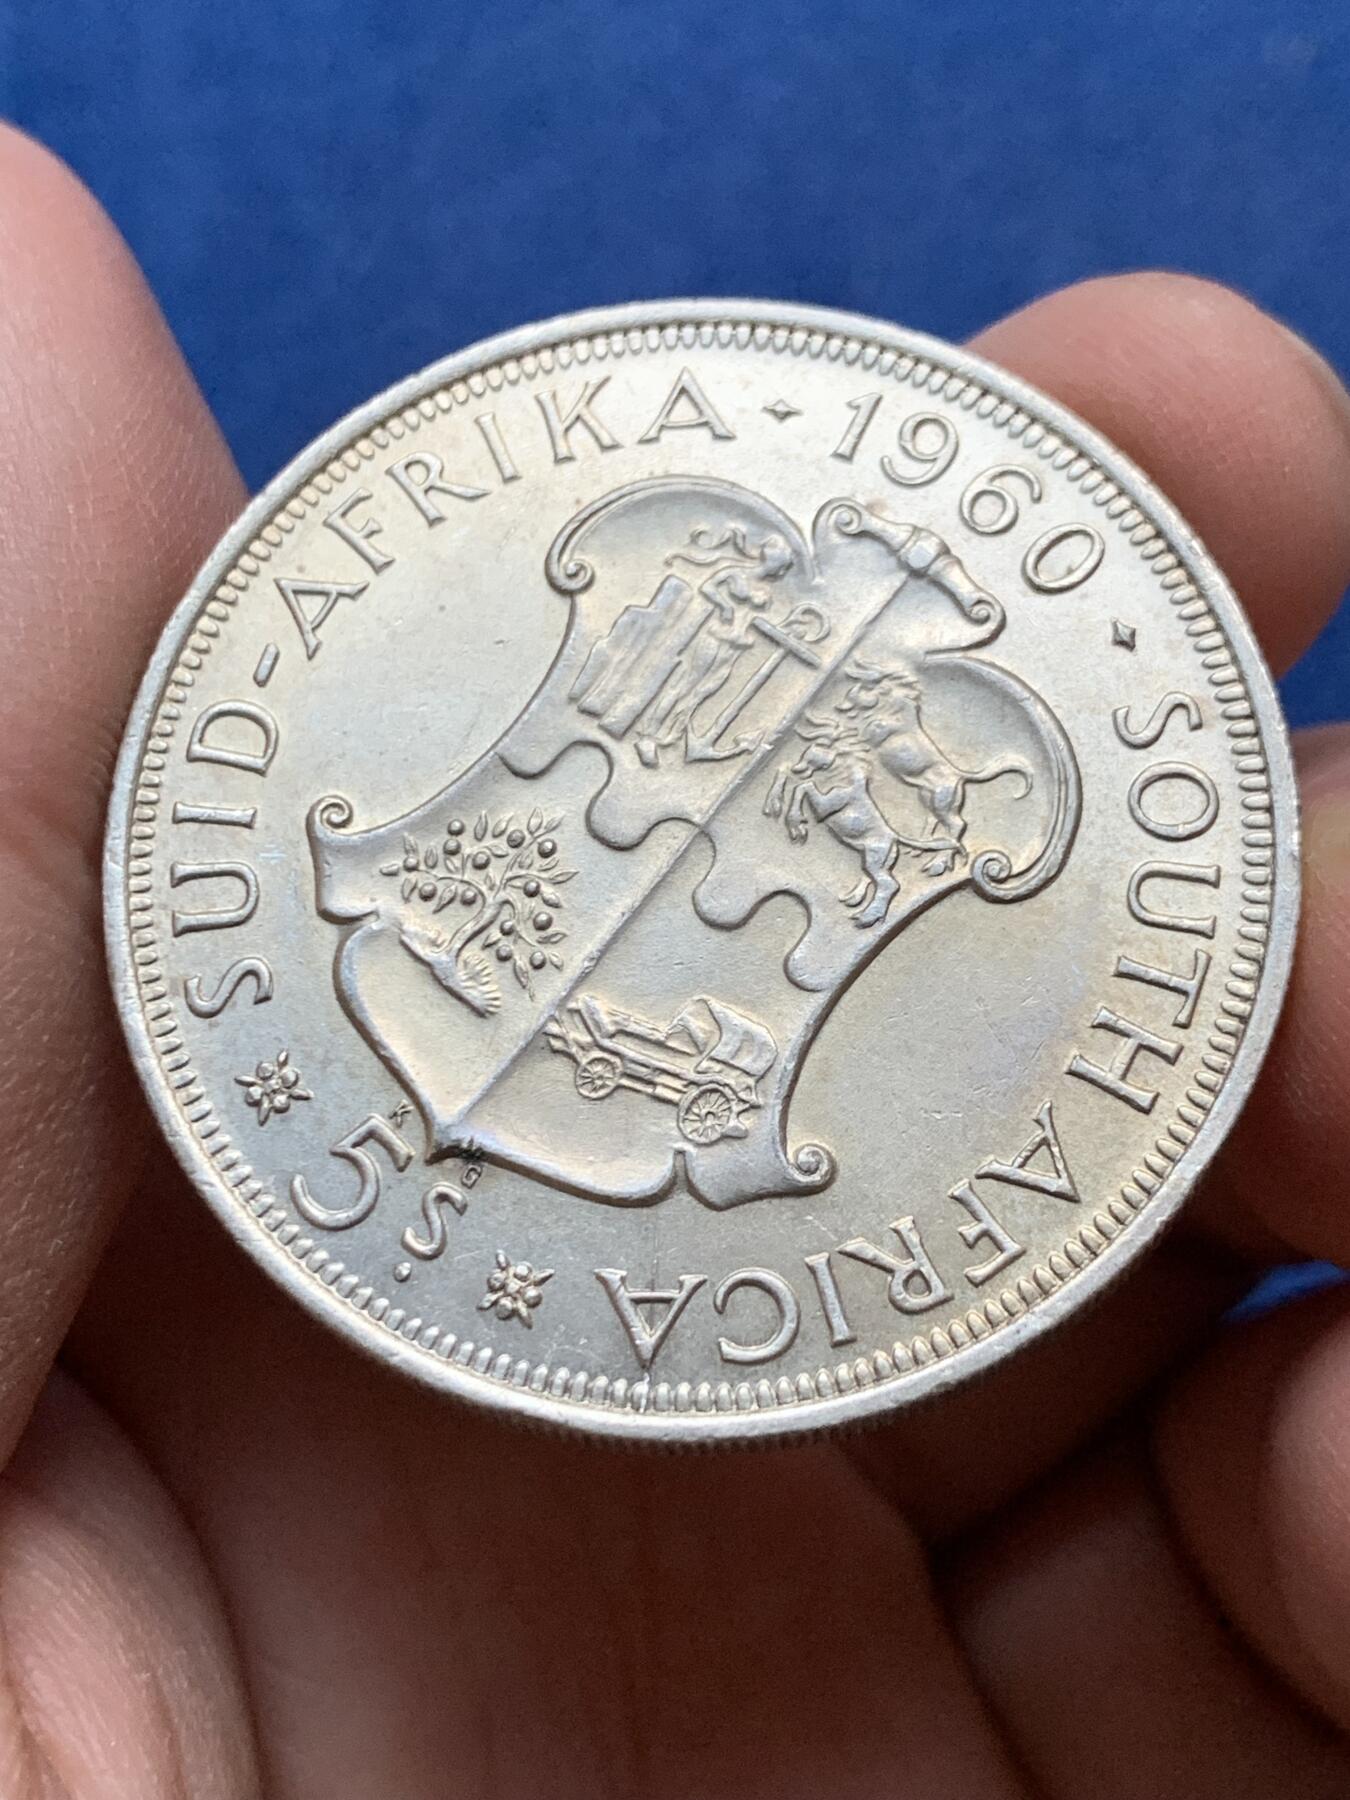 SUID-AFRIKA · 1960 · SOUTH AFRICA
5 S.
K G